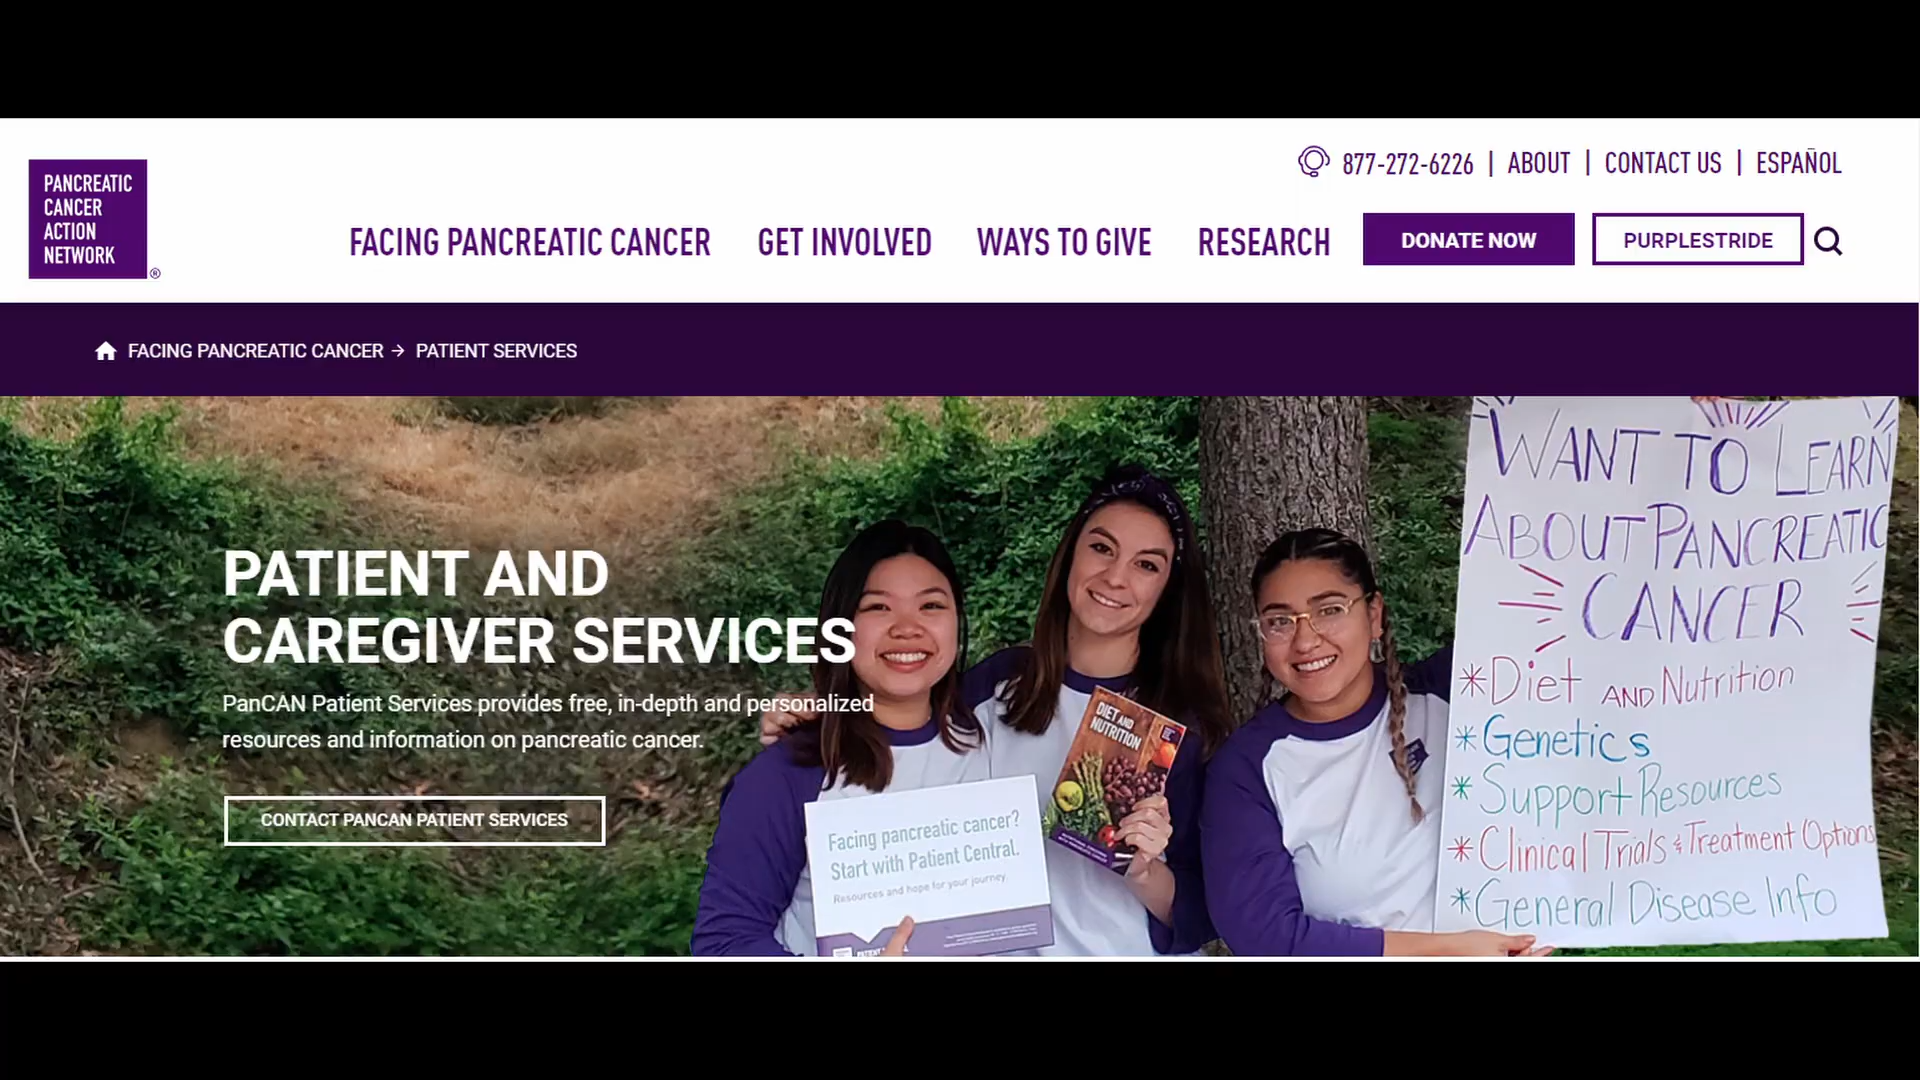 PANCREATIC
CANCER
ACTION
NETWORK
®
877-272-6226 | ABOUT | CONTACT US | ESPAÑOL
FACING PANCREATIC CANCER GET INVOLVED WAYS TO GIVE RESEARCH DONATE NOW PURPLESTRIDE
FACING PANCREATIC CANCER → PATIENT SERVICES
PATIENT AND
CAREGIVER SERVICES
PanCAN Patient Services provides free, in-depth and personalized
resources and information on pancreatic cancer.
CONTACT PANCAN PATIENT SERVICES
Facing pancreatic cancer?
Start with Patient Central.
Resources and hope for your journey.
DIET AND
NUTRITION
WANT TO LEARN
ABOUT PANCREATIC
CANCER
*Diet AND Nutrition
*Genetics
*Support Resources
*Clinical Trials & Treatment Options
*General Disease Info